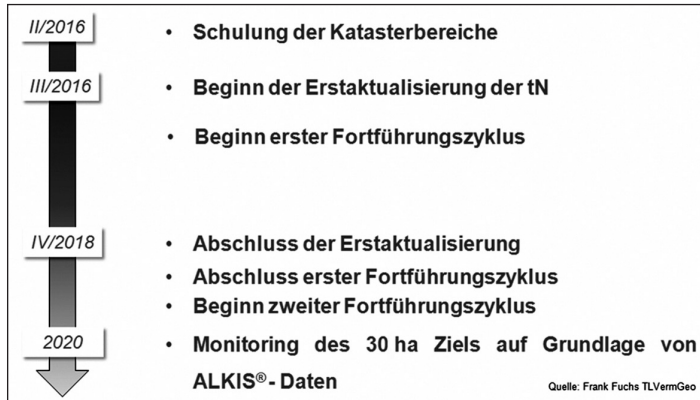 II/2016
• Schulung der Katasterbereiche
III/2016
• Beginn der Erstaktualisierung der tN
• Beginn erster Fortführungszyklus
IV/2018
• Abschluss der Erstaktualisierung
• Abschluss erster Fortführungszyklus
• Beginn zweiter Fortführungszyklus
2020
• Monitoring des 30 ha Ziels auf Grundlage von
ALKIS®- Daten
Quelle: Frank Fuchs TLVermGeo